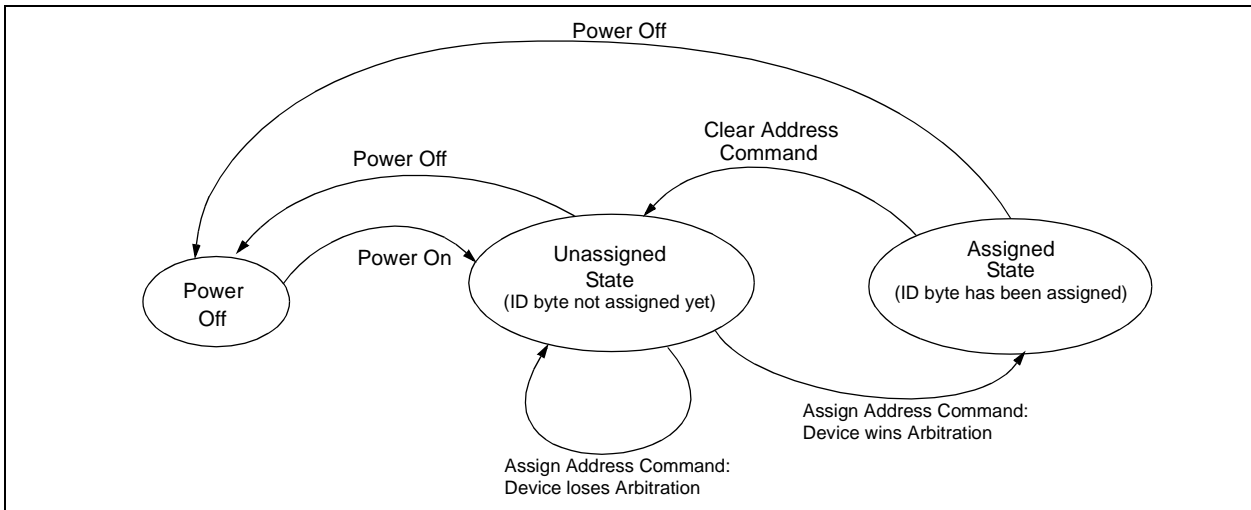 Power Off
Clear Address
Command
Power Off
Power On
Power
Off
Unassigned
State
(ID byte not assigned yet)
Assigned
State
(ID byte has been assigned)
Assign Address Command:
Device wins Arbitration
Assign Address Command:
Device loses Arbitration